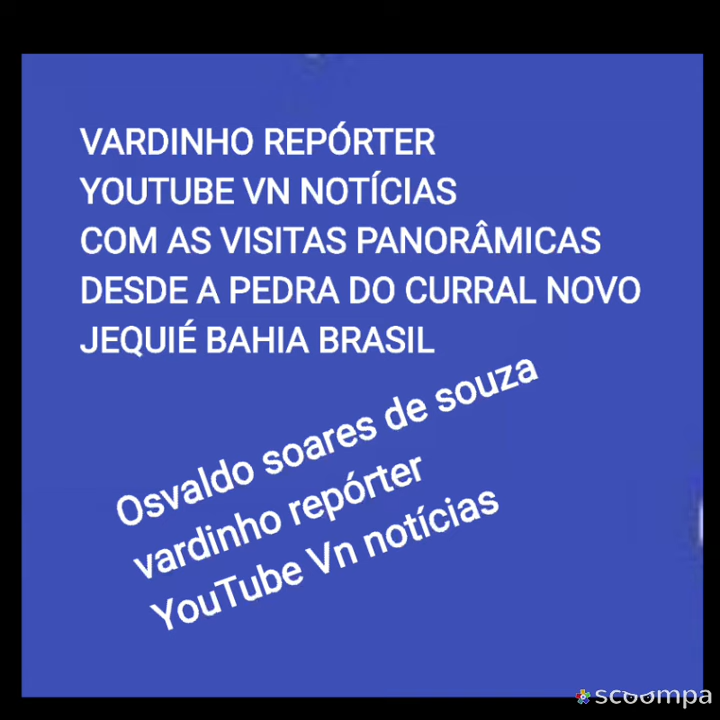 VARDINHO REPÓRTER
YOUTUBE VN NOTÍCIAS
COM AS VISITAS PANORÂMICAS
DESDE A PEDRA DO CURRAL NOVO
JEQUIÉ BAHIA BRASIL
Osvaldo soares de souza
vardinho repórter
YouTube Vn notícias
scoompa